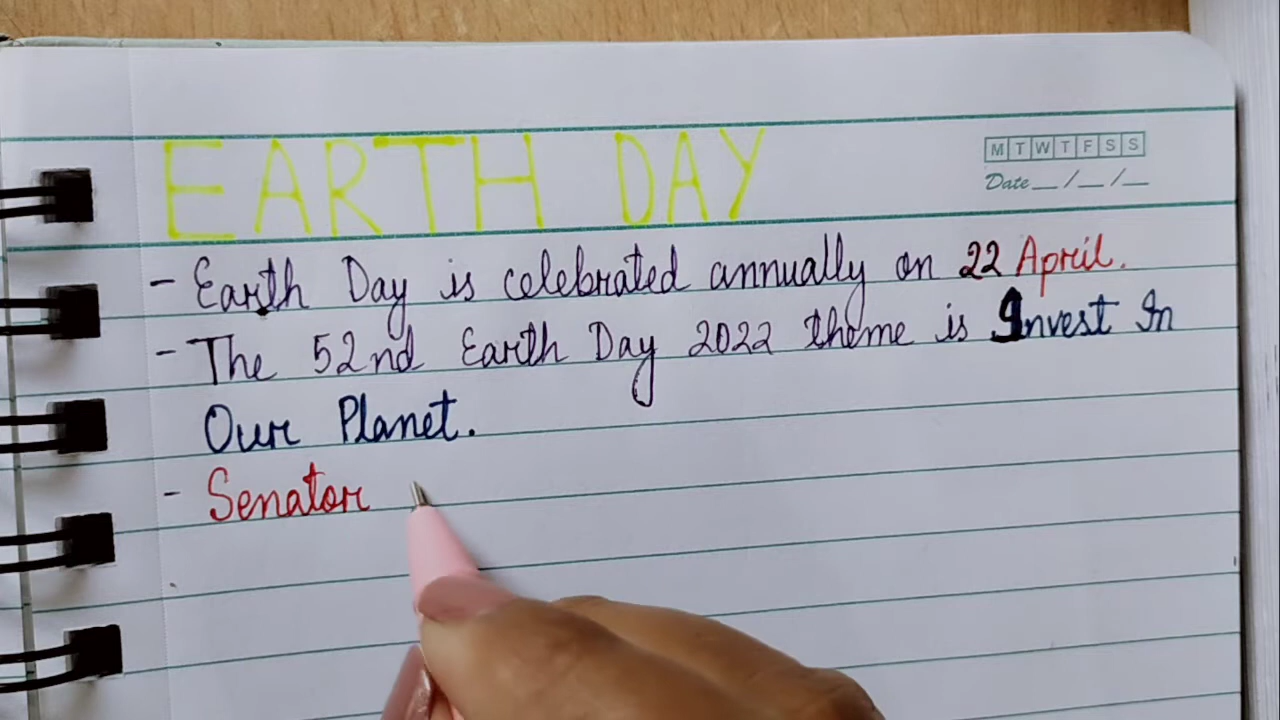 EARTH DAY
M T W T F S S
Date __/__/__
- Earth Day is celebrated annually on 22 April.
- The 52nd Earth Day 2022 theme is Invest In
Our Planet.
- Senator